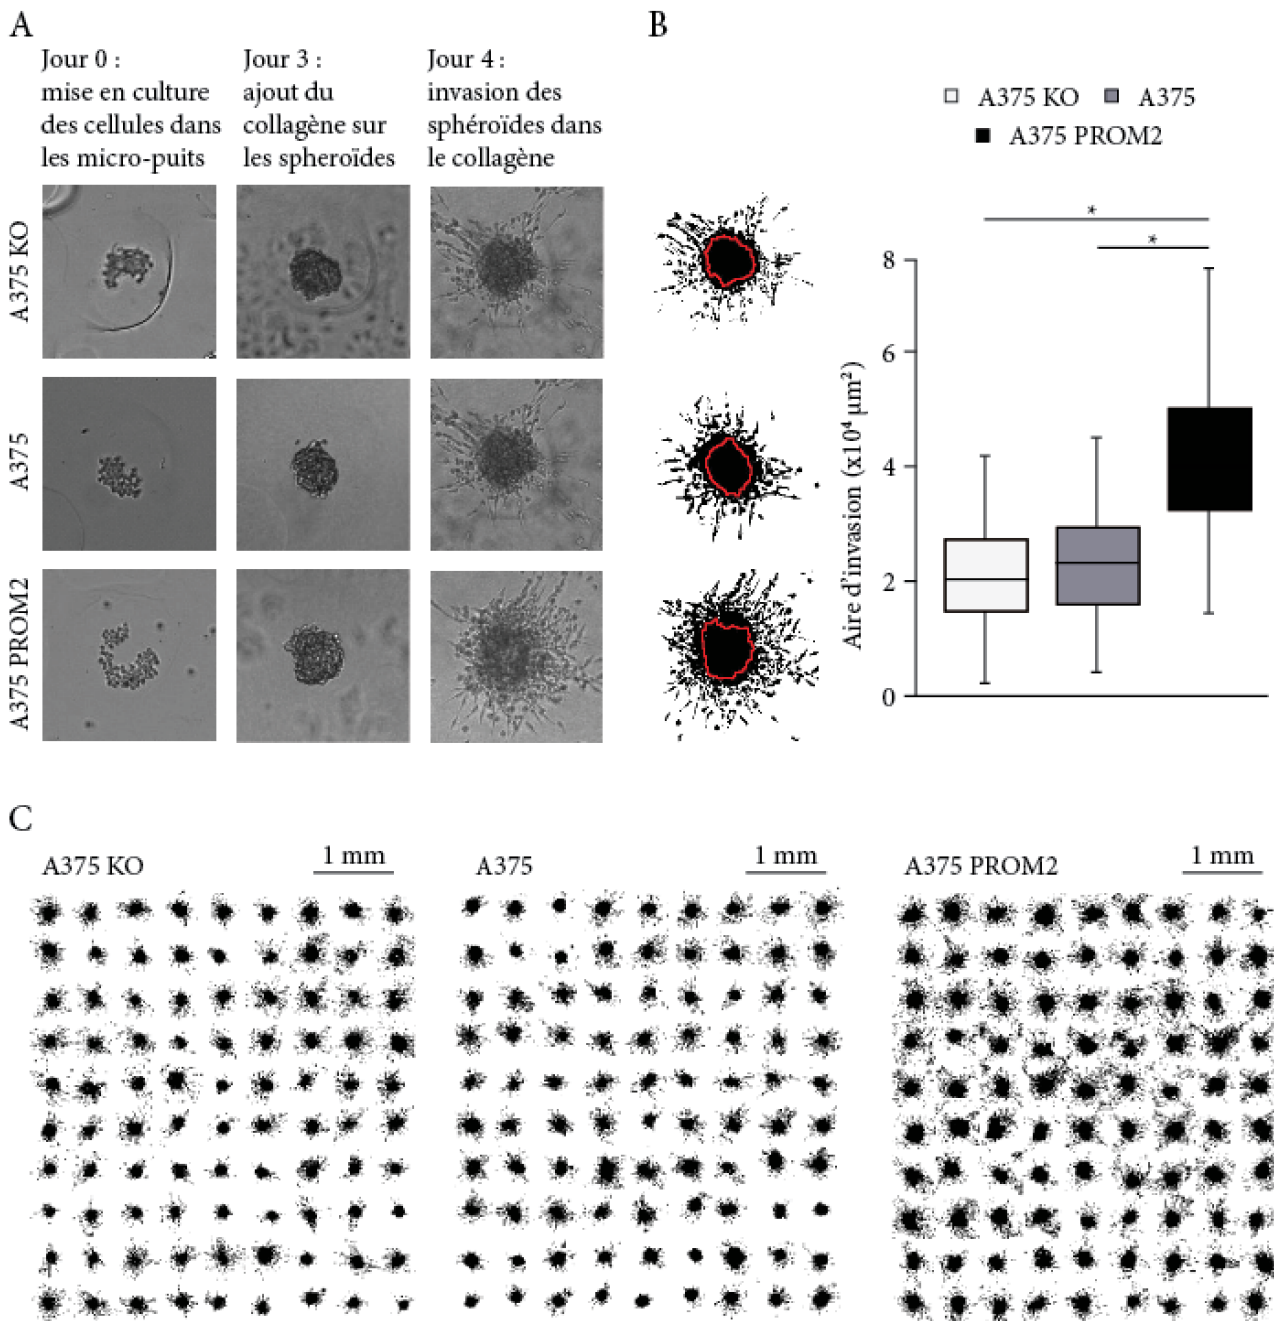 A
Jour 0 :
mise en culture
des cellules dans
les micro-puits
Jour 3 :
ajout du
collagène sur
les spheroïdes
Jour 4 :
invasion des
sphéroïdes dans
le collagène
A375 KO
A375
A375 PROM2
B
A375 KO
A375
A375 PROM2
*
*
Aire d'invasion (x10⁴ µm²)
8
6
4
2
0
C
A375 KO
1 mm
A375
1 mm
A375 PROM2
1 mm